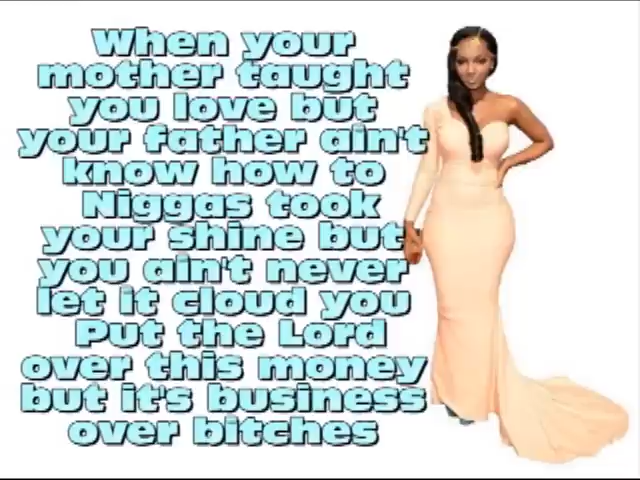 When your
mother taught
you love but
your father ain't
know how to
Niggas took
your shine but
you ain't never
let it cloud you
Put the Lord
over this money
but it's business
over bitches